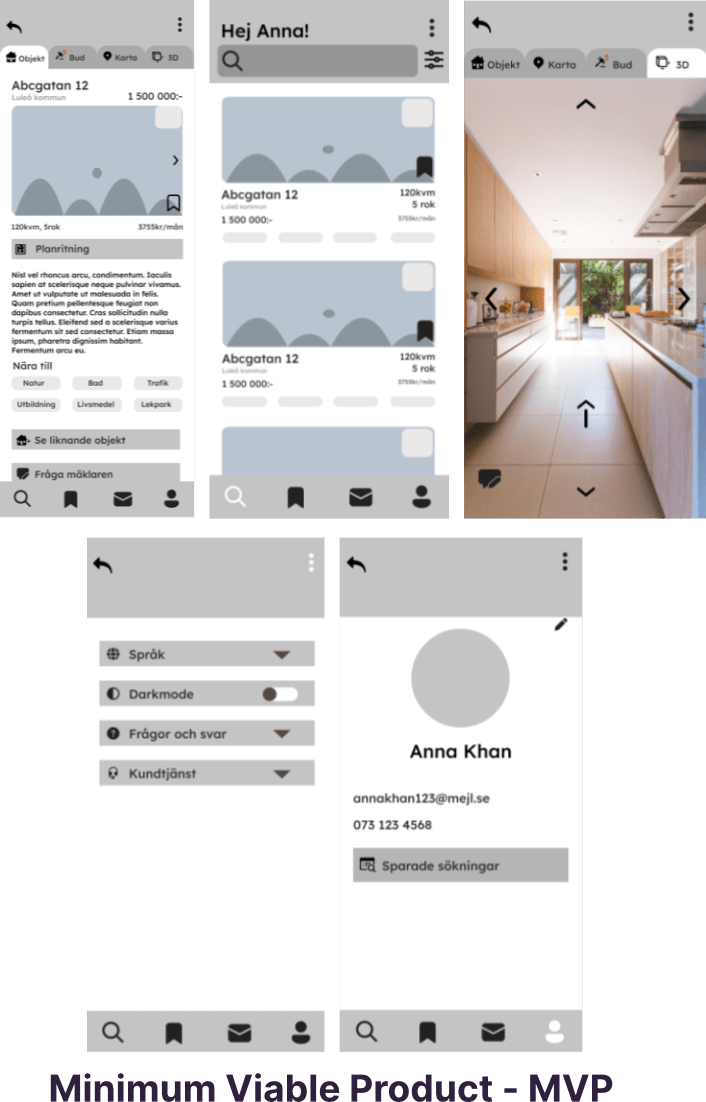 Objekt
Bud
Karta
3D
Abcgatan 12
Luleå kommun
1 500 000:-
120kvm, 5rok
3755kr/mån
Planritning
Nisl vel rhoncus arcu, condimentum. Iaculis
sapien at scelerisque neque pulvinar vivamus.
Amet ut vulputate ut malesuada in felis.
Quam pretium pellentesque feugiat non
dapibus consectetur. Cras sollicitudin nulla
turpis tellus. Eleifend sed a scelerisque varius
fermentum sit sed consectetur. Etiam massa
ipsum, pharetra dignissim habitant.
Fermentum arcu eu.
Nära till
Natur
Bad
Trafik
Utbildning
Livsmedel
Lekpark
Se liknande objekt
Fråga mäklaren
Hej Anna!
Abcgatan 12
Luleå kommun
1 500 000:-
120kvm
5 rok
3755kr/mån
Abcgatan 12
Luleå kommun
1 500 000:-
120kvm
5 rok
3755kr/mån
Objekt
Karta
Bud
3D
Språk
Darkmode
Frågor och svar
Kundtjänst
Anna Khan
annakhan123@mejl.se
073 123 4568
Sparade sökningar
Minimum Viable Product - MVP